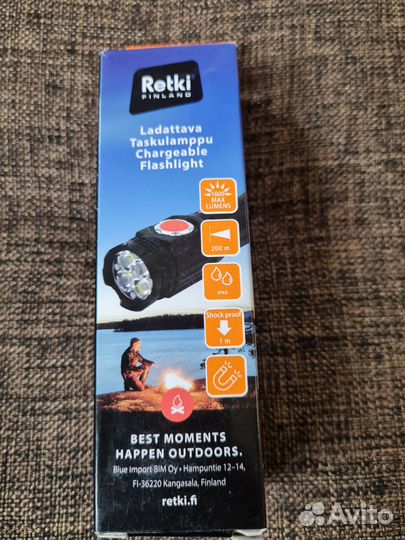 Retki
FINLAND
Ladattava
Taskulamppu
Chargeable
Flashlight
1600
MAX
LUMENS
200 m
IPX4
Shock proof
1 m
BEST MOMENTS
HAPPEN OUTDOORS.
Blue Import BIM Oy • Hampuntie 12–14,
FI-36220 Kangasala, Finland
retki.fi
Avito